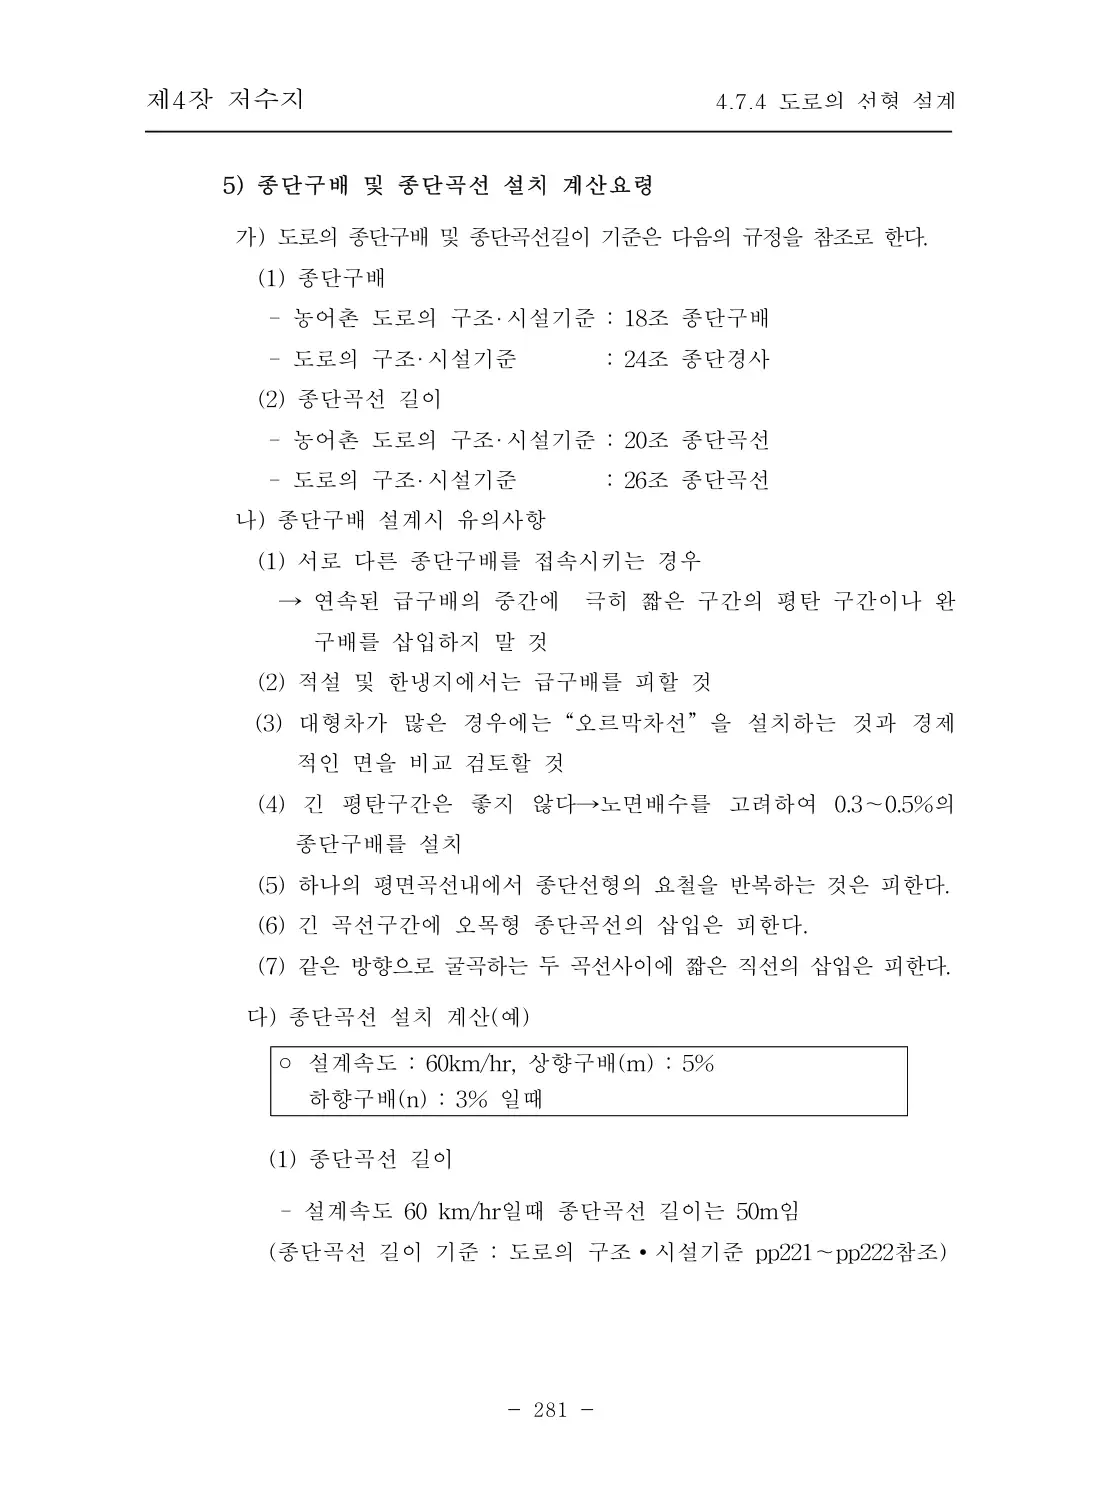 제4장 저수지
4.7.4 도로의 선형 설계
5) 종단구배 및 종단곡선 설치 계산요령
가) 도로의 종단구배 및 종단곡선길이 기준은 다음의 규정을 참조로 한다.
(1) 종단구배
- 농어촌 도로의 구조·시설기준 : 18조 종단구배
- 도로의 구조·시설기준 : 24조 종단경사
(2) 종단곡선 길이
- 농어촌 도로의 구조·시설기준 : 20조 종단곡선
- 도로의 구조·시설기준 : 26조 종단곡선
나) 종단구배 설계시 유의사항
(1) 서로 다른 종단구배를 접속시키는 경우
→ 연속된 급구배의 중간에 극히 짧은 구간의 평탄 구간이나 완
구배를 삽입하지 말 것
(2) 적설 및 한냉지에서는 급구배를 피할 것
(3) 대형차가 많은 경우에는 “오르막차선” 을 설치하는 것과 경제
적인 면을 비교 검토할 것
(4) 긴 평탄구간은 좋지 않다→노면배수를 고려하여 0.3~0.5%의
종단구배를 설치
(5) 하나의 평면곡선내에서 종단선형의 요철을 반복하는 것은 피한다.
(6) 긴 곡선구간에 오목형 종단곡선의 삽입은 피한다.
(7) 같은 방향으로 굴곡하는 두 곡선사이에 짧은 직선의 삽입은 피한다.
다) 종단곡선 설치 계산(예)
○ 설계속도 : 60km/hr, 상향구배(m) : 5%
하향구배(n) : 3% 일때
(1) 종단곡선 길이
- 설계속도 60 km/hr일때 종단곡선 길이는 50m임
(종단곡선 길이 기준 : 도로의 구조•시설기준 pp221~pp222참조)
- 281 -